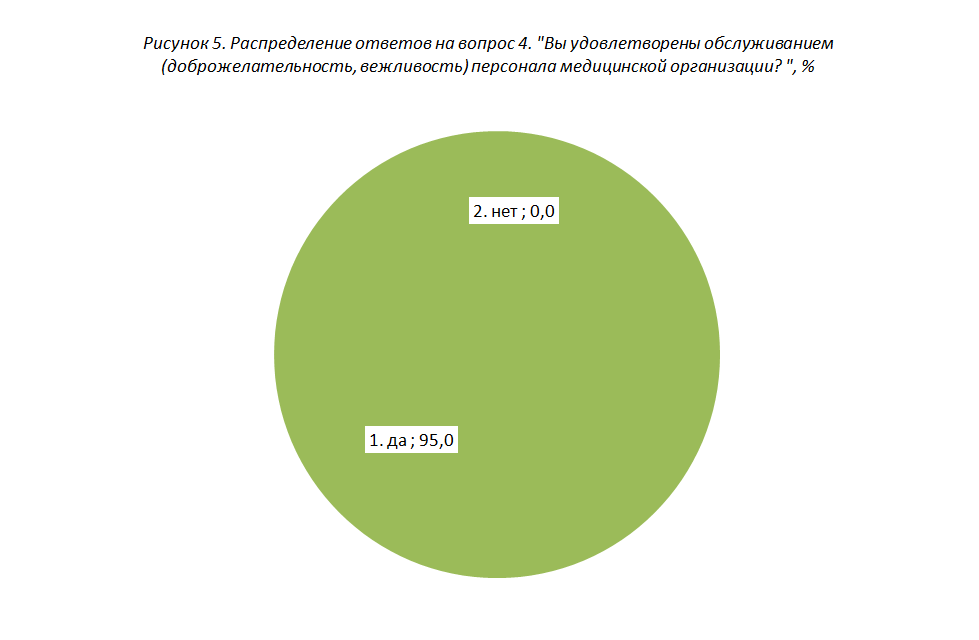 Рисунок 5. Распределение ответов на вопрос 4. "Вы удовлетворены обслуживанием
(доброжелательность, вежливость) персонала медицинской организации? ", %
2. нет ; 0,0
1. да ; 95,0